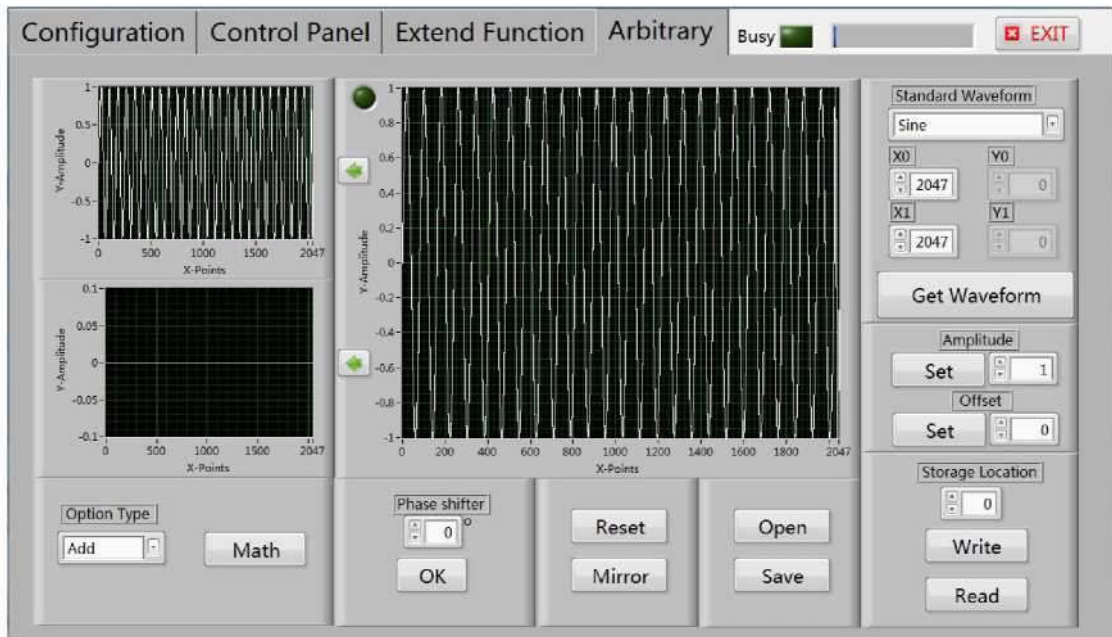 Configuration
Control Panel
Extend Function
Arbitrary
Busy
EXIT
1
0.5
0
-0.5
-1
Y-Amplitude
0
500
1000
1500
2047
X-Points
0.1
0.05
0
-0.05
-0.1
Y-Amplitude
0
500
1000
1500
2047
X-Points
1
0.8
0.6
0.4
0.2
0
-0.2
-0.4
-0.6
-0.8
-1
Y-Amplitude
0
200
400
600
800
1000
1200
1400
1600
1800
2047
X-Points
Standard Waveform
Sine
X0
Y0
2047
0
X1
Y1
2047
0
Get Waveform
Amplitude
Set
1
Offset
Set
0
Option Type
Add
Math
Phase shifter
0
o
OK
Reset
Mirror
Open
Save
Storage Location
0
Write
Read